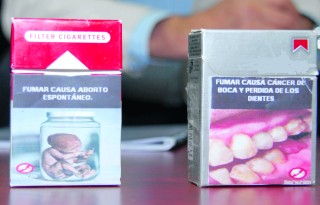 FILTER CIGARETTES
FUMAR CAUSA ABORTO
ESPONTÁNEO.
FUMAR CAUSA CÁNCER DE
BOCA Y PERDIDA DE LOS
DIENTES